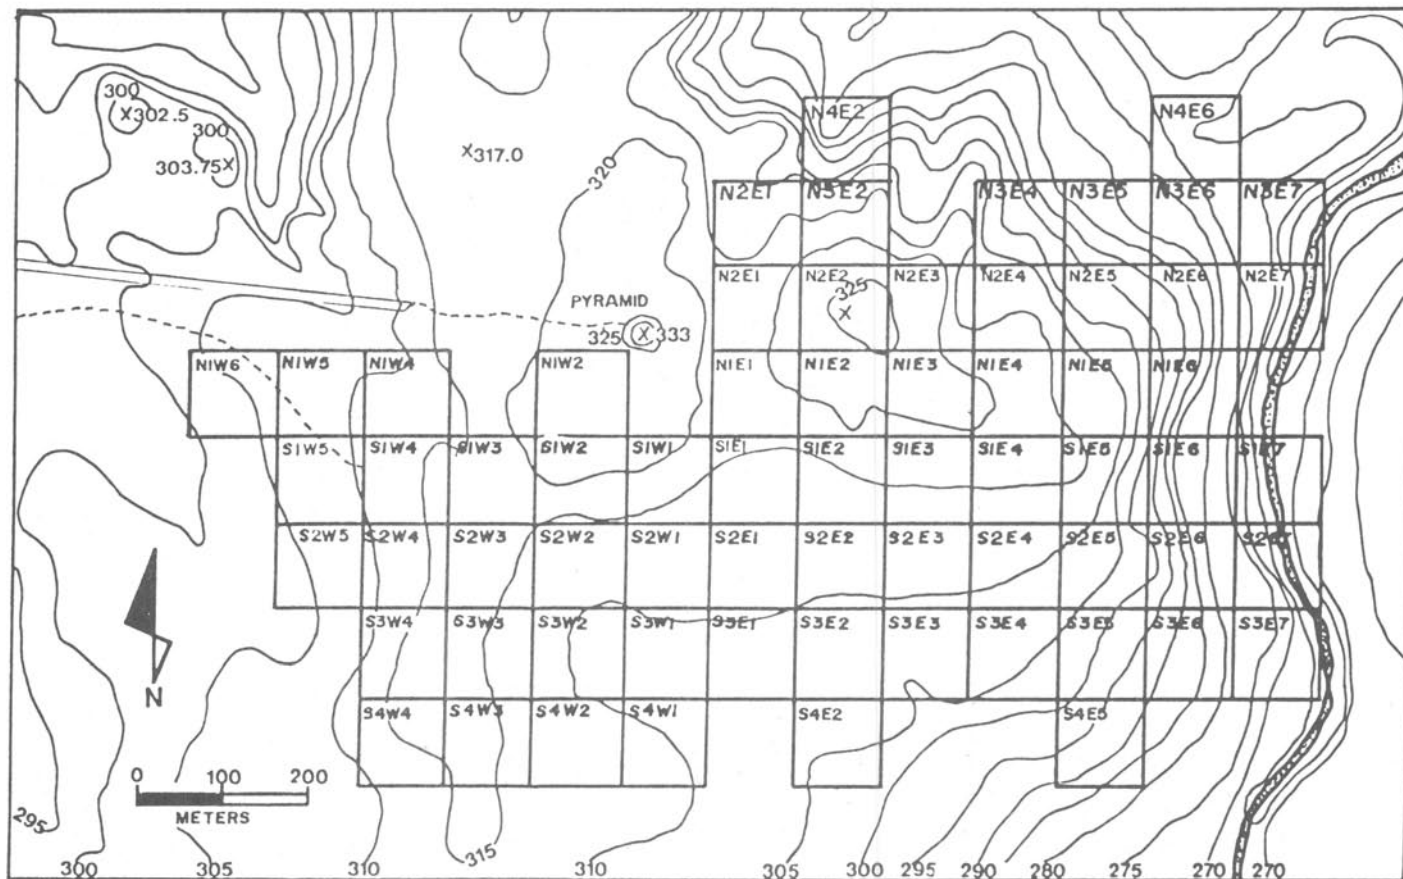 300
X302.5
300
303.75X
X317.0
320
N4E2
N4E6
N2E1 N3E2 N3E4 N3E5 N3E6 N3E7
N2E1 N2E2 N2E3 N2E4 N2E5 N2E6 N2E7
325
X
PYRAMID
325 X333
N1W6 N1W5 N1W4 N1W2 N1E1 N1E2 N1E3 N1E4 N1E5 N1E6
S1W5 S1W4 S1W3 S1W2 S1W1 S1E1 S1E2 S1E3 S1E4 S1E5 S1E6 S1E7
S2W5 S2W4 S2W3 S2W2 S2W1 S2E1 S2E2 S2E3 S2E4 S2E5 S2E6 S2E7
S3W4 S3W3 S3W2 S3W1 S3E1 S3E2 S3E3 S3E4 S3E5 S3E6 S3E7
S4W4 S4W3 S4W2 S4W1 S4E2 S4E5
N
0 100 200
METERS
295
300 305 310 315 310 305 300 295 290 280 275 270 270